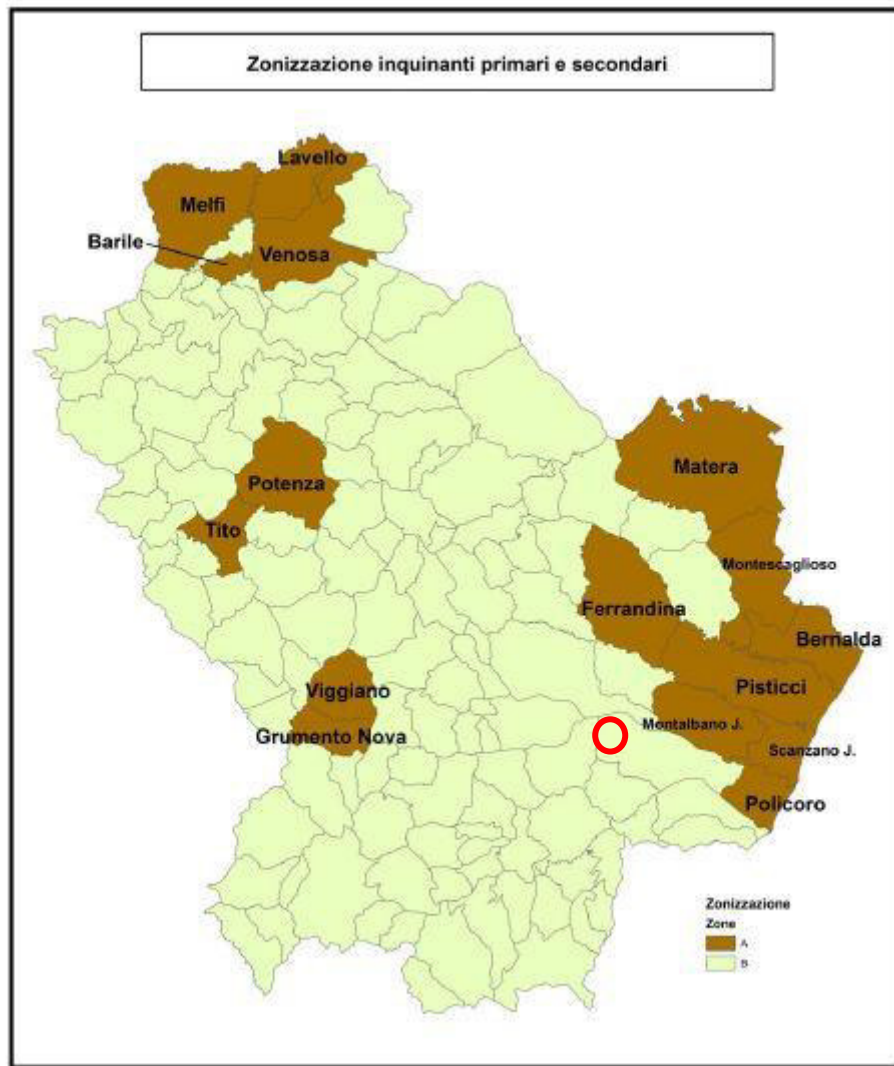 Zonizzazione inquinanti primari e secondari
Lavello
Melfi
Barile
Venosa
Matera
Potenza
Tito
Montescaglioso
Ferrandina
Bernalda
Viggiano
Pisticci
Montalbano J.
Grumento Nova
Scanzano J.
Policoro
Zonizzazione
Zone
A
B